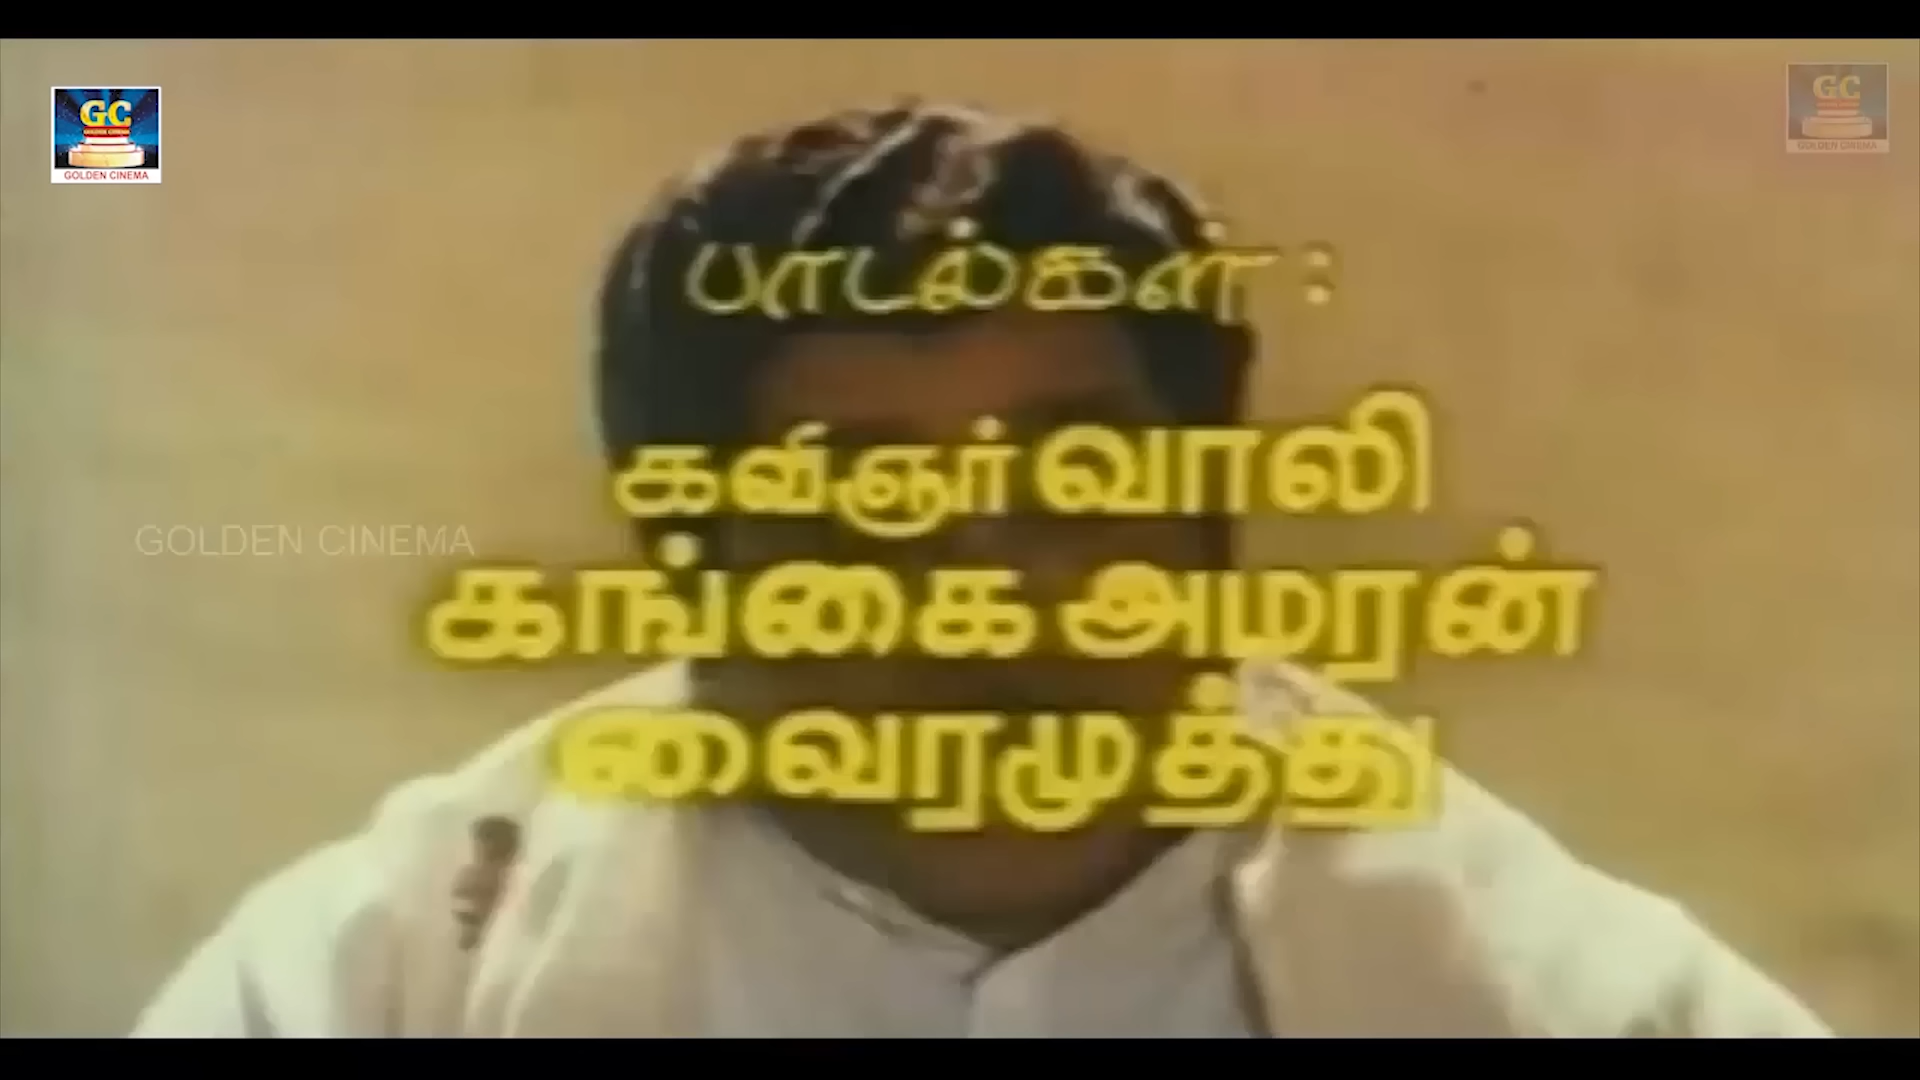 GC
GOLDEN CINEMA
GC
GOLDEN CINEMA
பாடல்கள் :
கவிஞர் வாலி
GOLDEN CINEMA
கங்கை அமரன்
வைரமுத்து